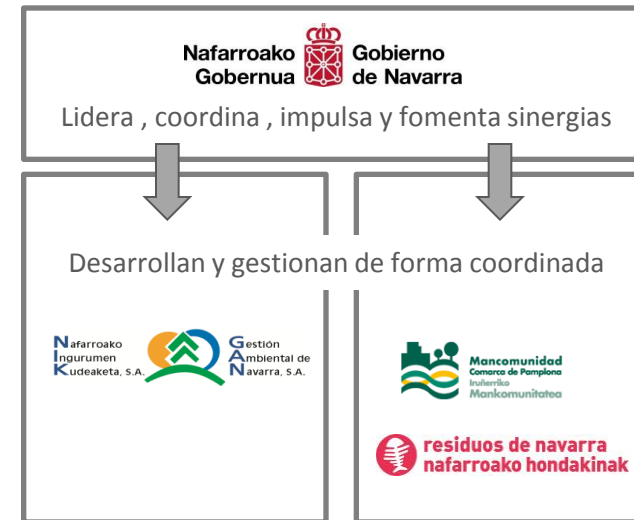 Nafarroako Gobernua
Gobierno de Navarra
Lidera , coordina , impulsa y fomenta sinergias
Desarrollan y gestionan de forma coordinada
Nafarroako
Ingurumen
Kudeaketa, S.A.
Gestión
Ambiental de
Navarra, S.A.
Mancomunidad
Comarca de Pamplona
Iruñerriko
Mankomunitatea
residuos de navarra
nafarroako hondakinak